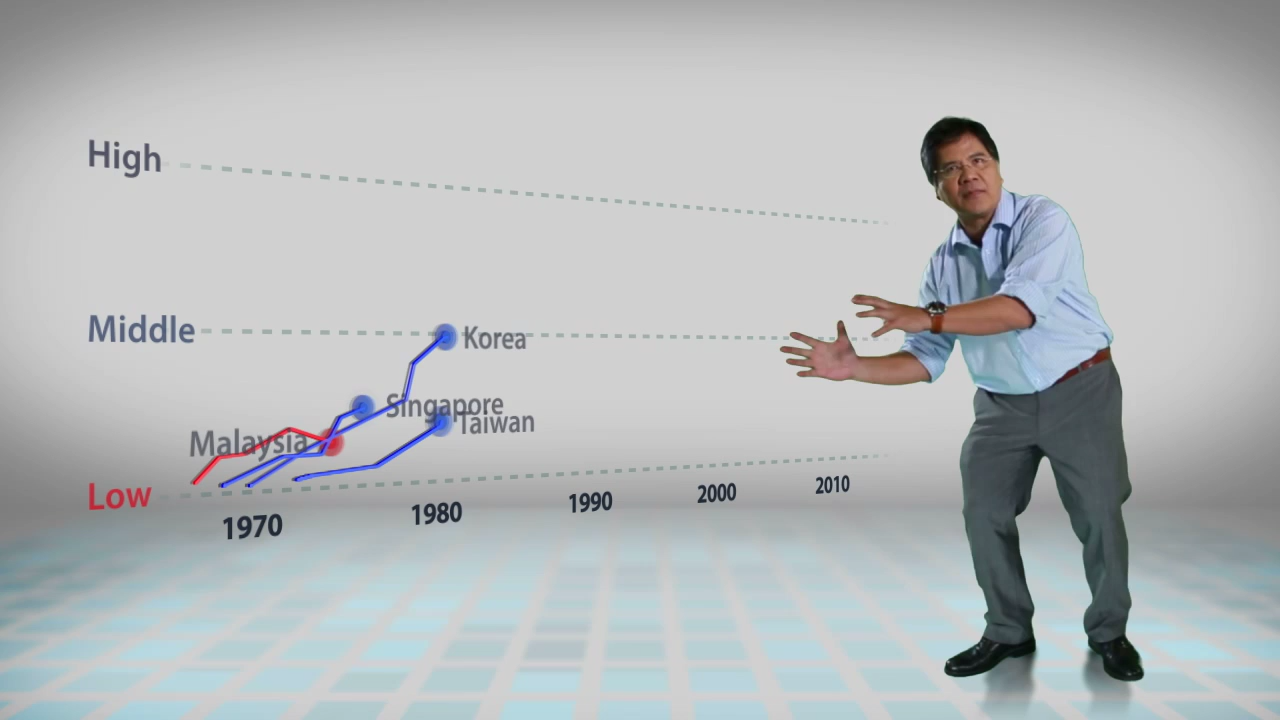 High
Middle
Korea
Singapore
Taiwan
Malaysia
Low
1970
1980
1990
2000
2010